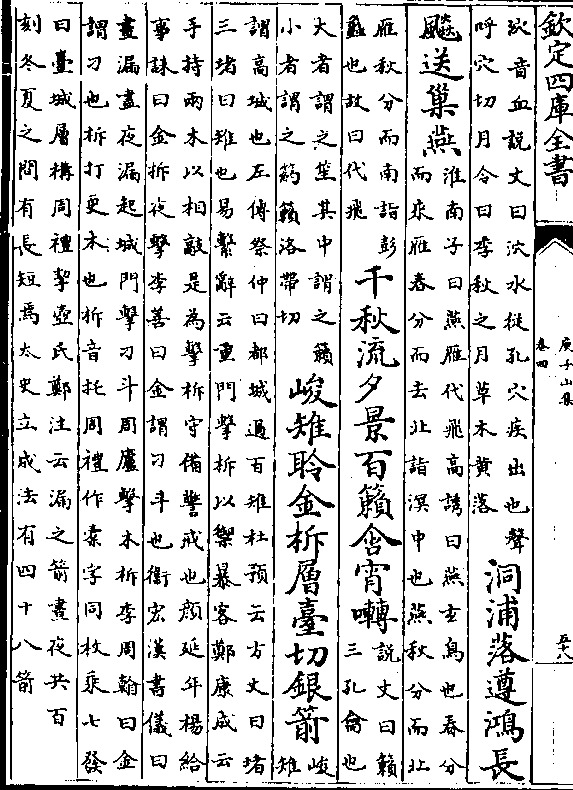 欽定四庫全書
庾子山集
卷四
五十八
泬音血說文曰泬水從孔穴疾出也聲
呼穴切月令曰季秋之月草木黄落
洞浦落遵鴻長
飈送巢燕
淮南子曰燕雁代飛高誘曰燕玄鳥也春分
而來雁春分而去北詣溟中也燕秋分而北
雁秋分而南詣彭
蠡也故曰代飛
千秋流夕景百籟含宵囀
說文曰籟
三孔龠也
大者謂之笙其中謂之籟
小者謂之箹籟洛帶切
峻雉聆金柝層臺切銀箭
峻
雉
謂高城也左傳祭仲曰都城過百雉杜預云方丈曰堵
三堵曰雉也易繫辭云重門擊柝以禦暴客鄭康成云
手持兩木以相敲是為擊柝守備警戒也顔延年楊給
事誄曰金柝夜擊李善曰金謂刁斗也衞宏漢書儀曰
晝漏盡夜漏起城門擊刁斗周廬擊木柝李周翰曰金
謂刁也柝打更木也柝音托周禮作𣝔字同枚乘七發
曰臺城層構周禮挈壺氏鄭注云漏之箭晝夜共百
刻冬夏之間有長短焉太史立成法有四十八箭